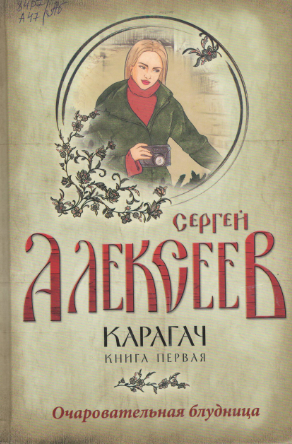 СЕРГЕЙ
АЛЕКСЕЕВ
КАРАГАЧ
КНИГА ПЕРВАЯ
Очаровательная блудница